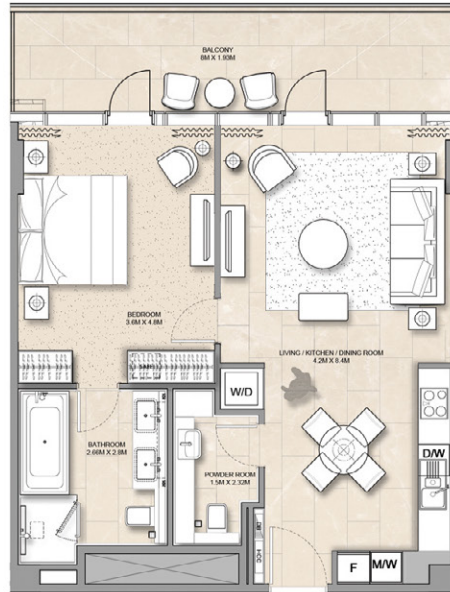 BALCONY
8M X 1.93M
BEDROOM
3.6M X 4.8M
LIVING / KITCHEN / DINING ROOM
4.2M X 8.4M
W/D
BATHROOM
2.66M X 2.8M
POWDER ROOM
1.5M X 2.32M
D/W
F
M/W